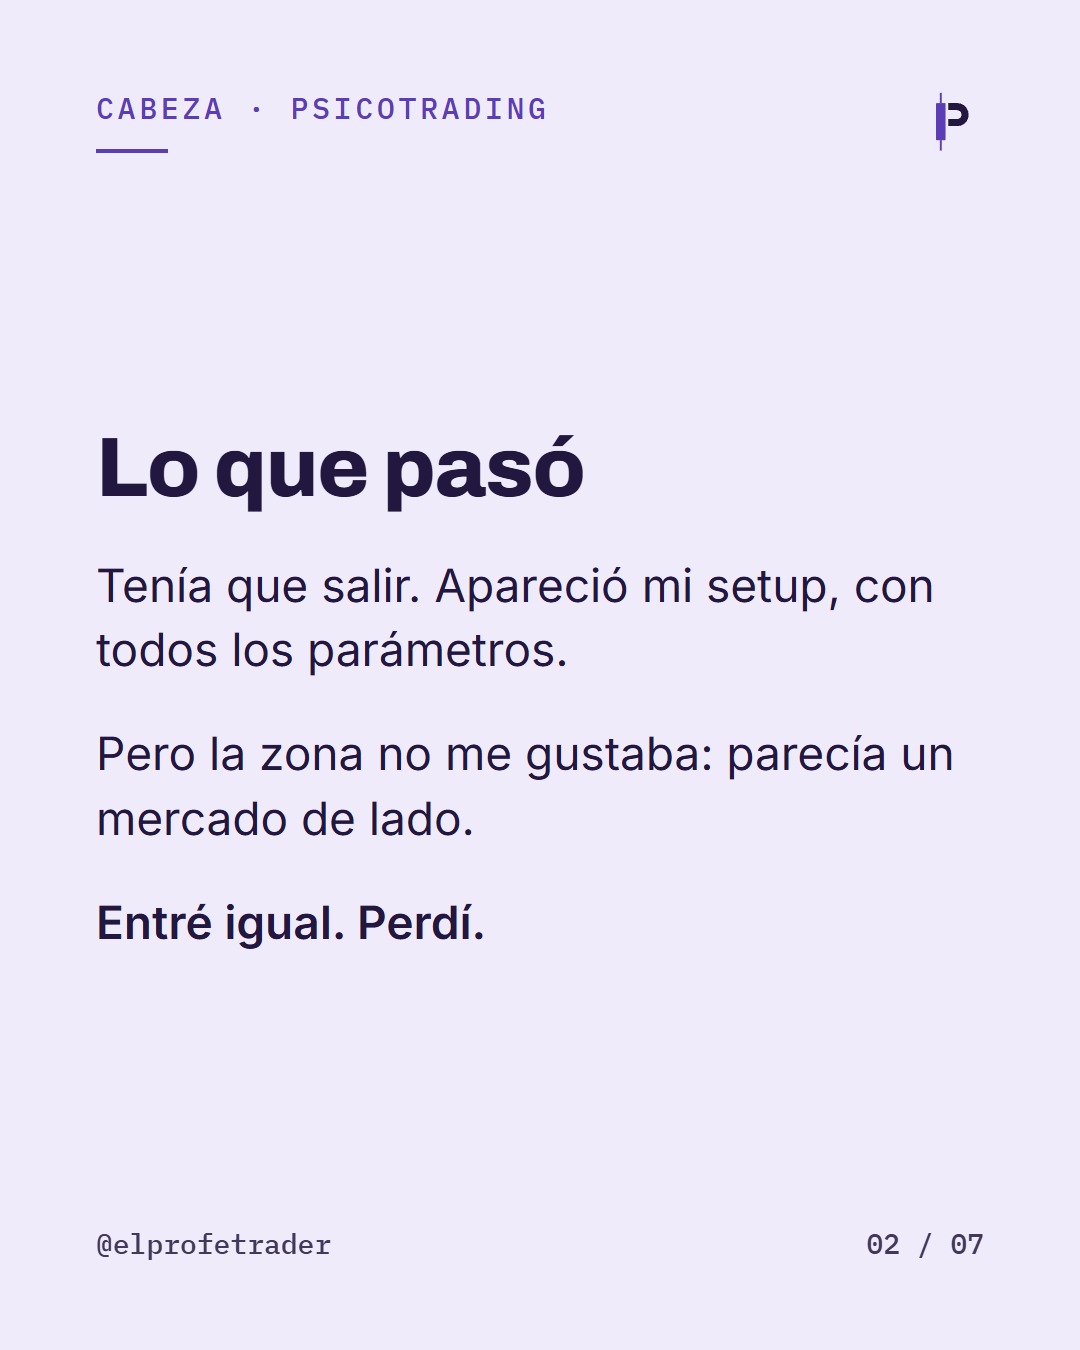 CABEZA · PSICOTRADING
Lo que pasó
Tenía que salir. Apareció mi setup, con
todos los parámetros.
Pero la zona no me gustaba: parecía un
mercado de lado.
Entré igual. Perdí.
@elprofetrader
02 / 07